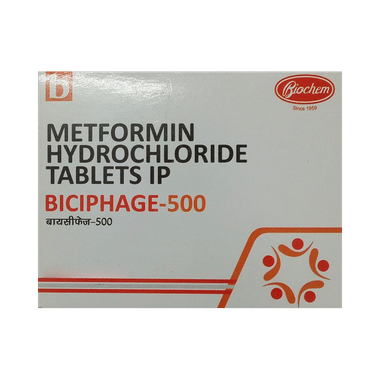 b
Biochem
Since 1959
METFORMIN
HYDROCHLORIDE
TABLETS IP
BICIPHAGE-500
बायसीफेज-500